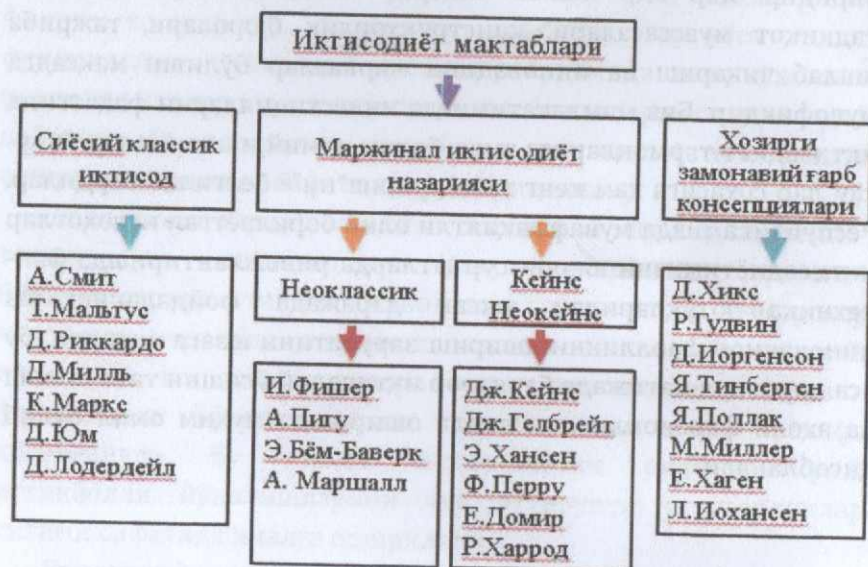 Иктисодиёт мактаблари
Сиёсий классик
иқтисод
Маржинал иқтисодиёт
назарияси
Хозирги
замонавий ғарб
консепциялари
А.Смит
Т.Мальтус
Д.Риккардо
Д.Милль
К.Маркс
Д.Юм
Д.Лодердейл
Неоклассик
И.Фишер
А.Пигу
Э.Бём-Баверк
А. Маршалл
Кейнс
Неокейнс
Дж.Кейнс
Дж.Гелбрейт
Э.Хансен
Ф.Перру
Е.Домир
Р.Харрод
Д.Хикс
Р.Гудвин
Д.Иоргенсон
Я.Тинберген
Я.Поллак
М.Миллер
Е.Хаген
Л.Иохансен